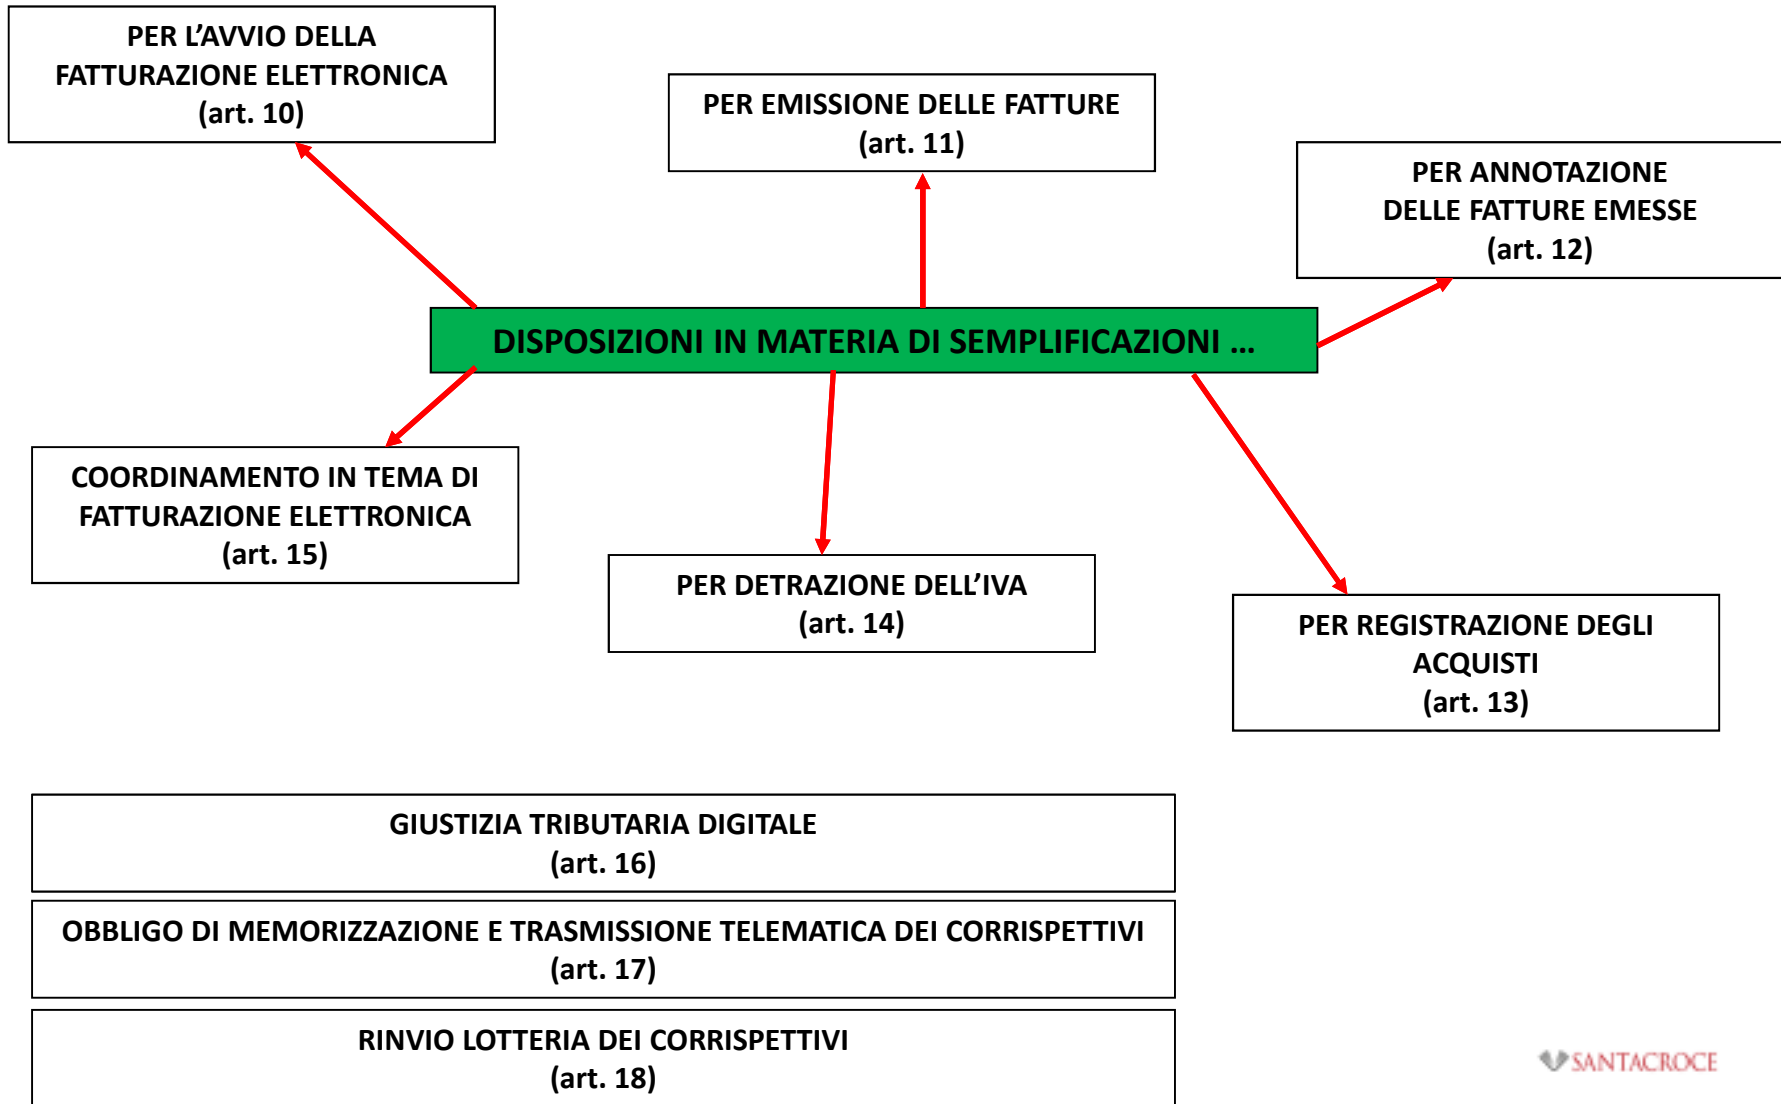 PER L'AVVIO DELLA
FATTURAZIONE ELETTRONICA
(art. 10)
PER EMISSIONE DELLE FATTURE
(art. 11)
PER ANNOTAZIONE
DELLE FATTURE EMESSE
(art. 12)
DISPOSIZIONI IN MATERIA DI SEMPLIFICAZIONI ...
COORDINAMENTO IN TEMA DI
FATTURAZIONE ELETTRONICA
(art. 15)
PER DETRAZIONE DELL'IVA
(art. 14)
PER REGISTRAZIONE DEGLI
ACQUISTI
(art. 13)
GIUSTIZIA TRIBUTARIA DIGITALE
(art. 16)
OBBLIGO DI MEMORIZZAZIONE E TRASMISSIONE TELEMATICA DEI CORRISPETTIVI
(art. 17)
RINVIO LOTTERIA DEI CORRISPETTIVI
(art. 18)
SANTACROCE